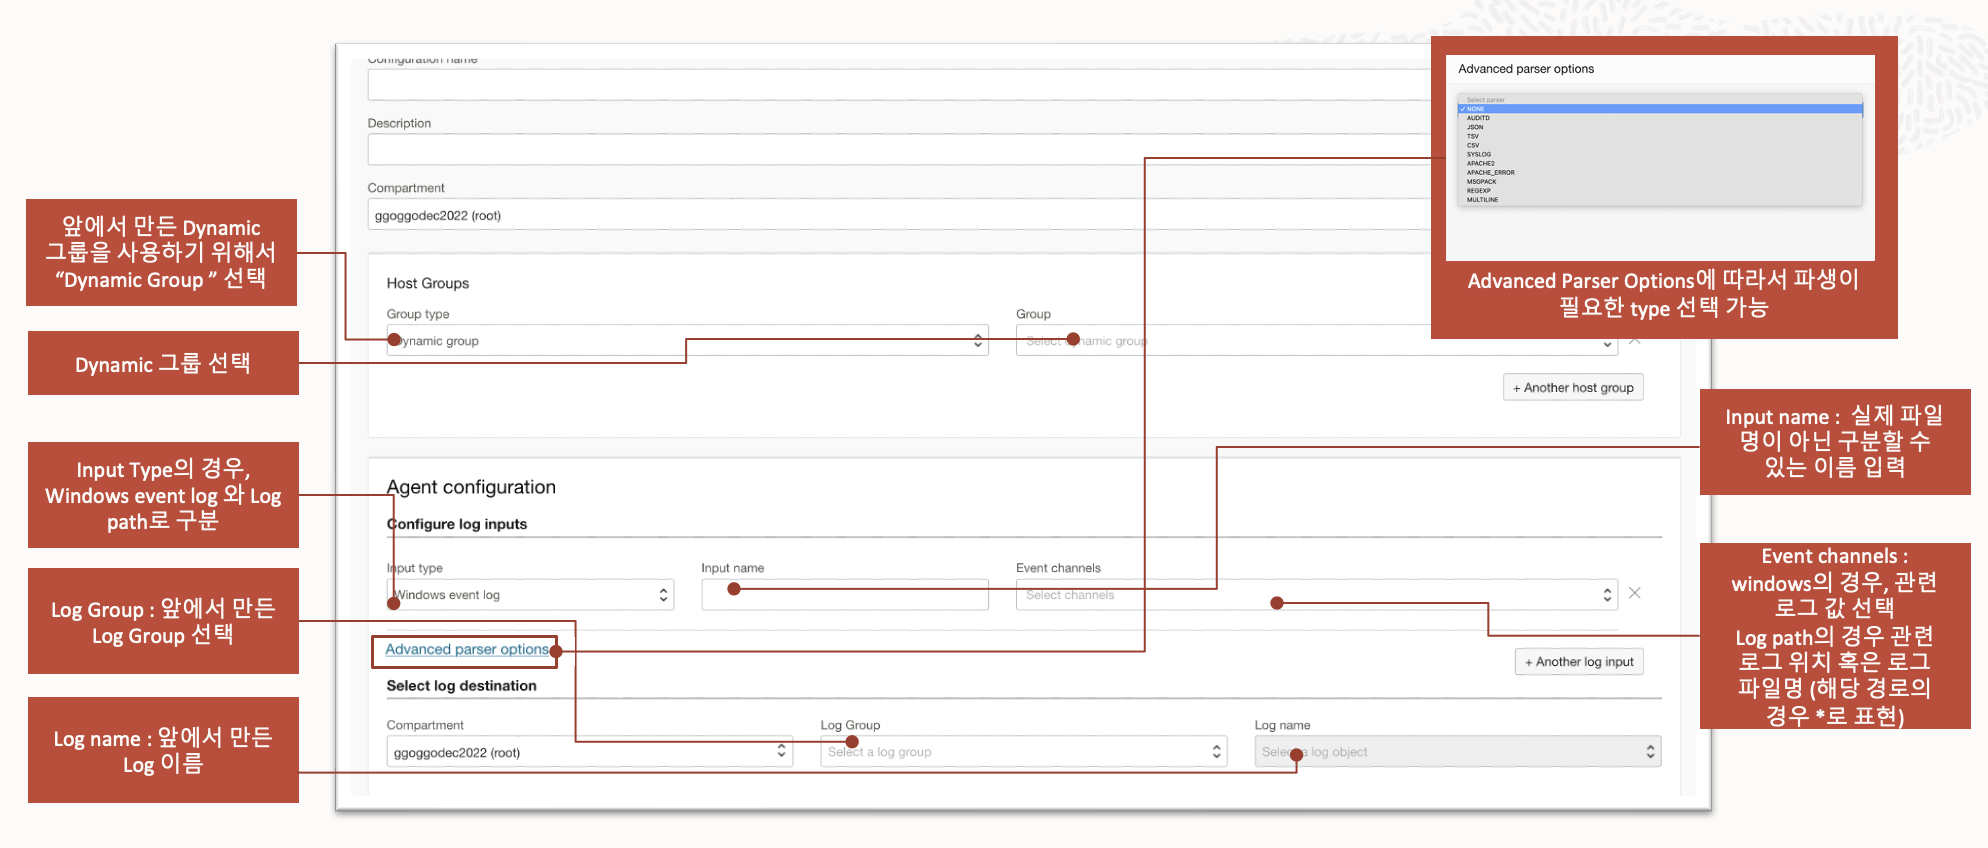 Configuration name
Description
Compartment
ggoggodec2022 (root)
Host Groups
Group type
Group
Dynamic group
Select dynamic group
+ Another host group
Agent configuration
Configure log inputs
Input type
Input name
Event channels
Windows event log
Select channels
Advanced parser options
+ Another log input
Select log destination
Compartment
Log Group
Log name
ggoggodec2022 (root)
Select a log group
Select a log object
앞에서 만든 Dynamic
그룹을 사용하기 위해서
“Dynamic Group ” 선택
Dynamic 그룹 선택
Input Type의 경우,
Windows event log 와 Log
path로 구분
Log Group : 앞에서 만든
Log Group 선택
Log name : 앞에서 만든
Log 이름
Advanced parser options
Select parser
✓ NONE
AUDITD
JSON
TSV
CSV
SYSLOG
APACHE2
APACHE_ERROR
MSGPACK
REGEXP
MULTILINE
Advanced Parser Options에 따라서 파생이
필요한 type 선택 가능
Input name : 실제 파일
명이 아닌 구분할 수
있는 이름 입력
Event channels :
windows의 경우, 관련
로그 값 선택
Log path의 경우 관련
로그 위치 혹은 로그
파일명 (해당 경로의
경우 *로 표현)